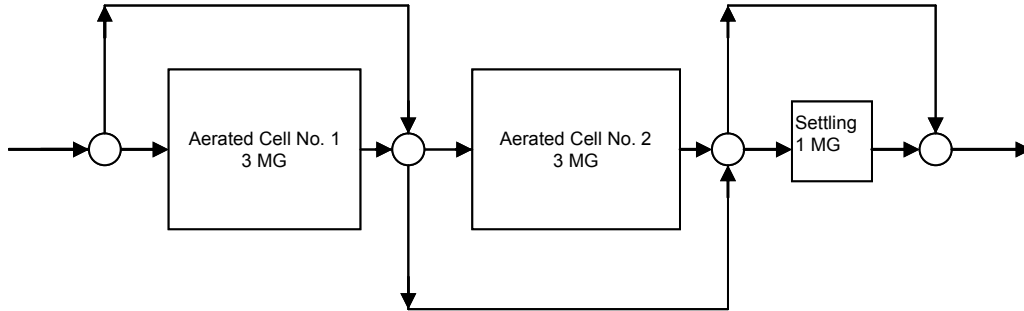 Aerated Cell No. 1
3 MG
Aerated Cell No. 2
3 MG
Settling
1 MG